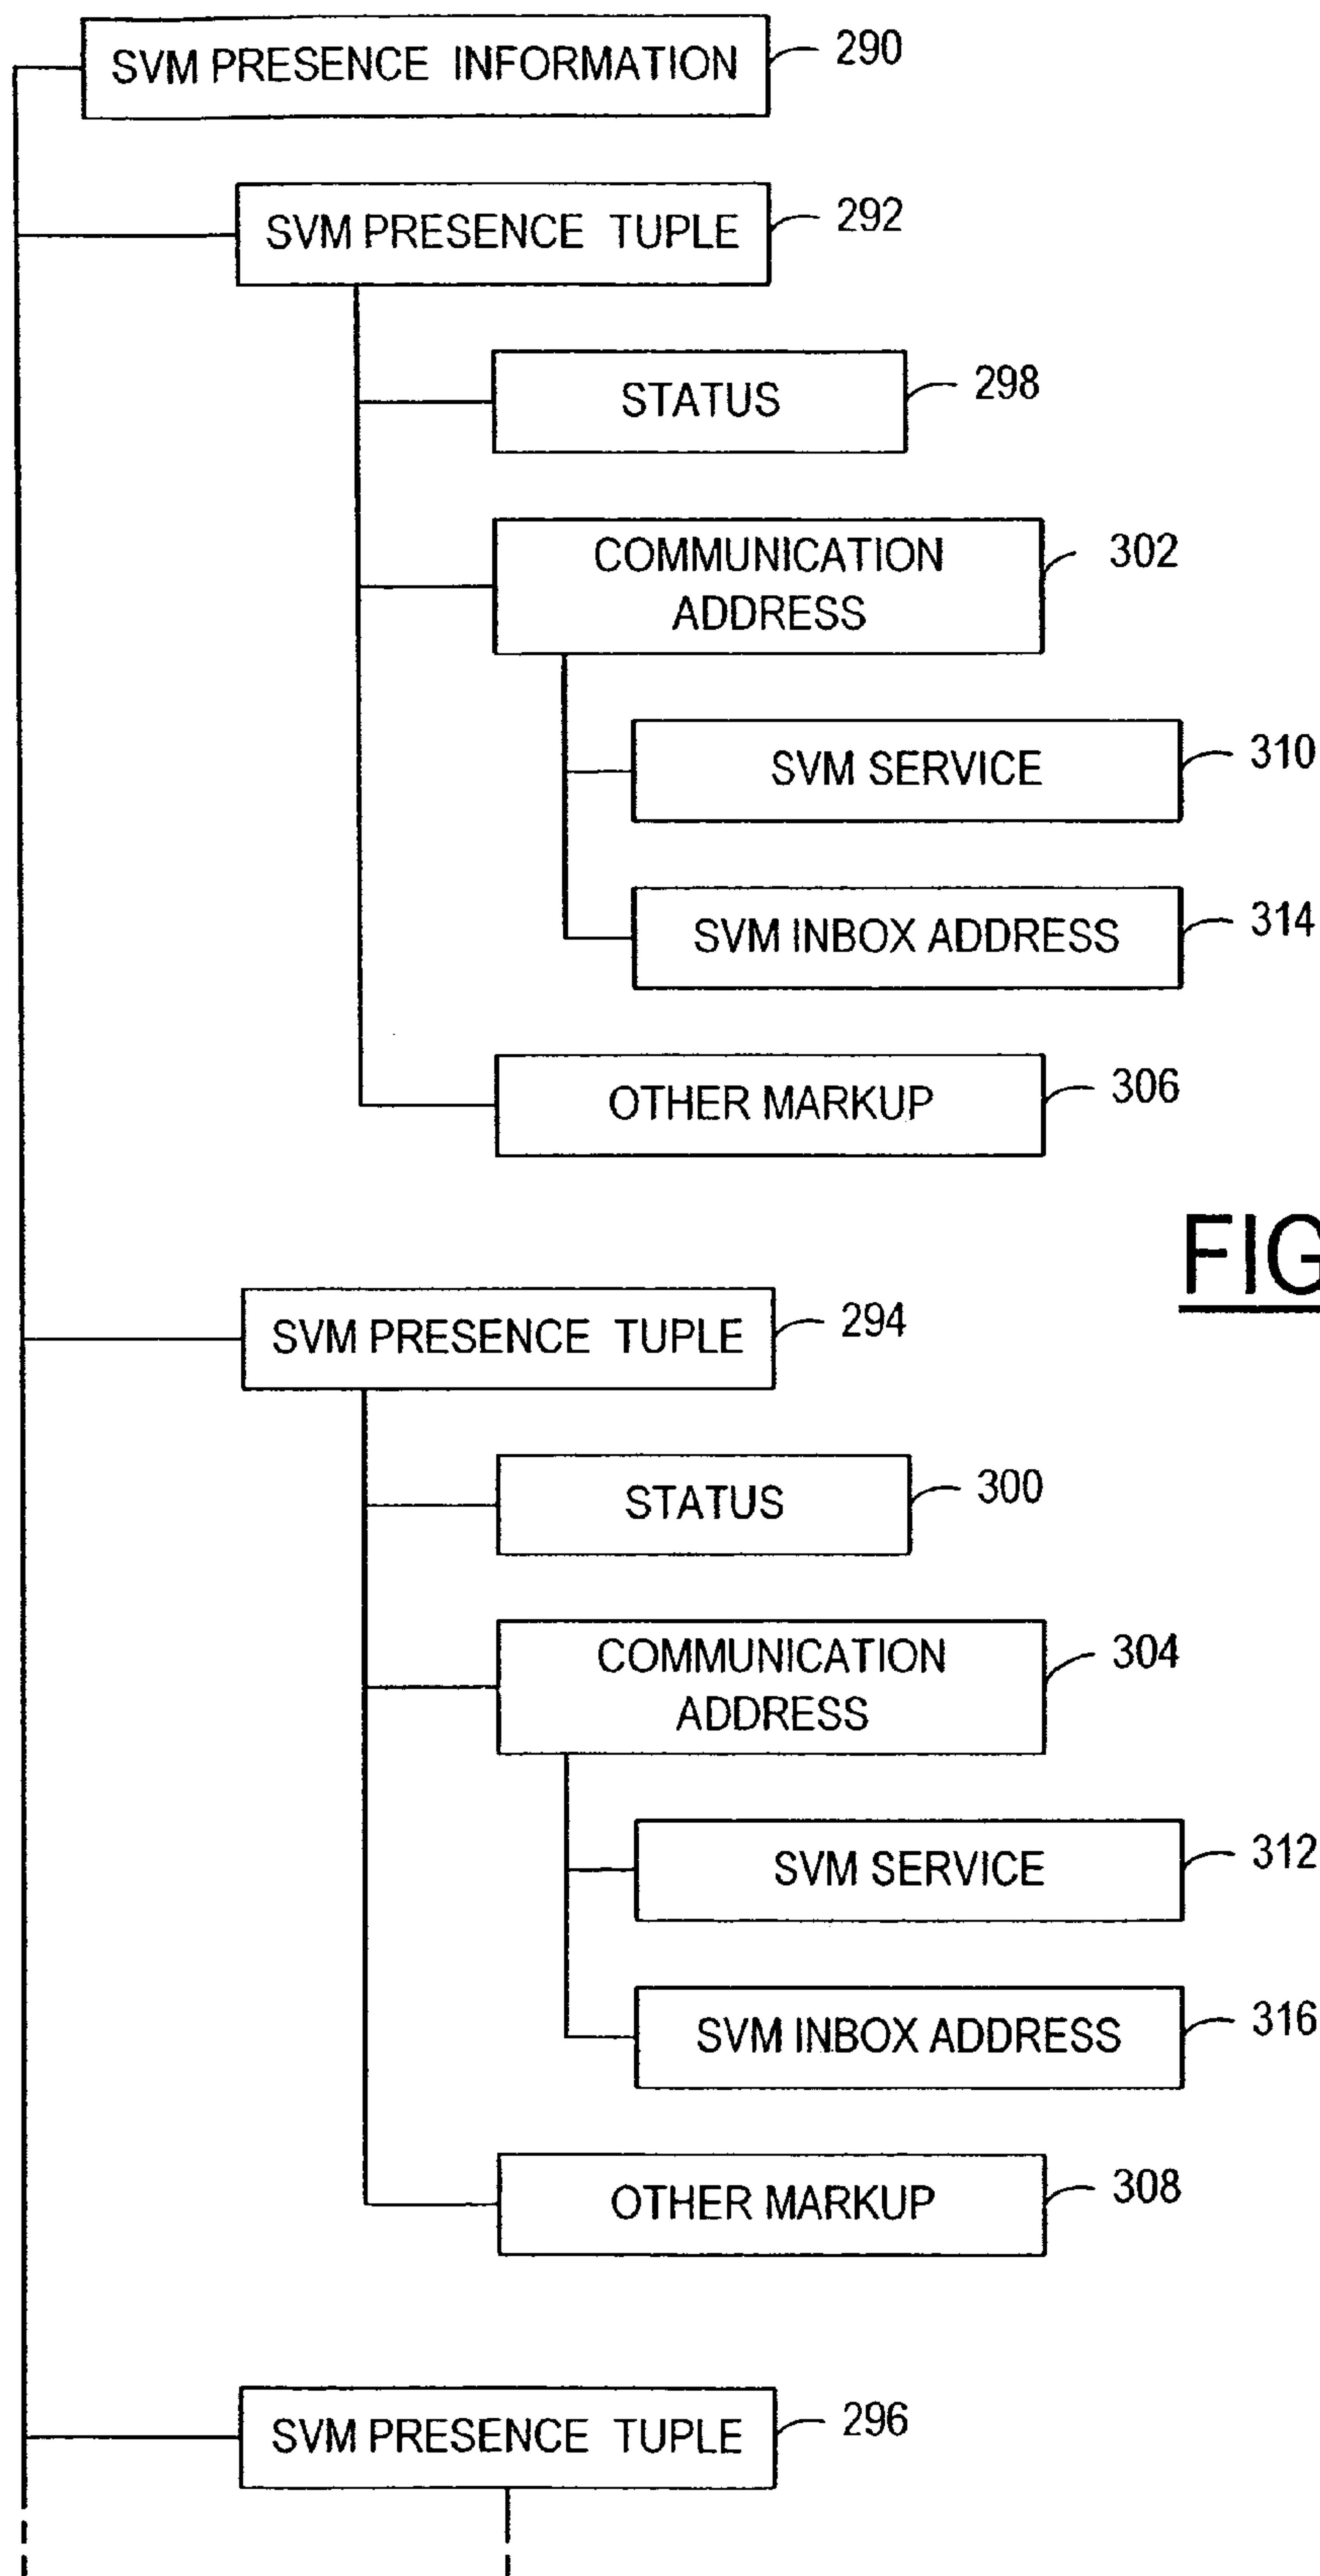 SVM PRESENCE INFORMATION 290
SVM PRESENCE TUPLE 292
STATUS 298
COMMUNICATION
ADDRESS 302
SVM SERVICE 310
SVM INBOX ADDRESS 314
OTHER MARKUP 306
FIG
SVM PRESENCE TUPLE 294
STATUS 300
COMMUNICATION
ADDRESS 304
SVM SERVICE 312
SVM INBOX ADDRESS 316
OTHER MARKUP 308
SVM PRESENCE TUPLE 296